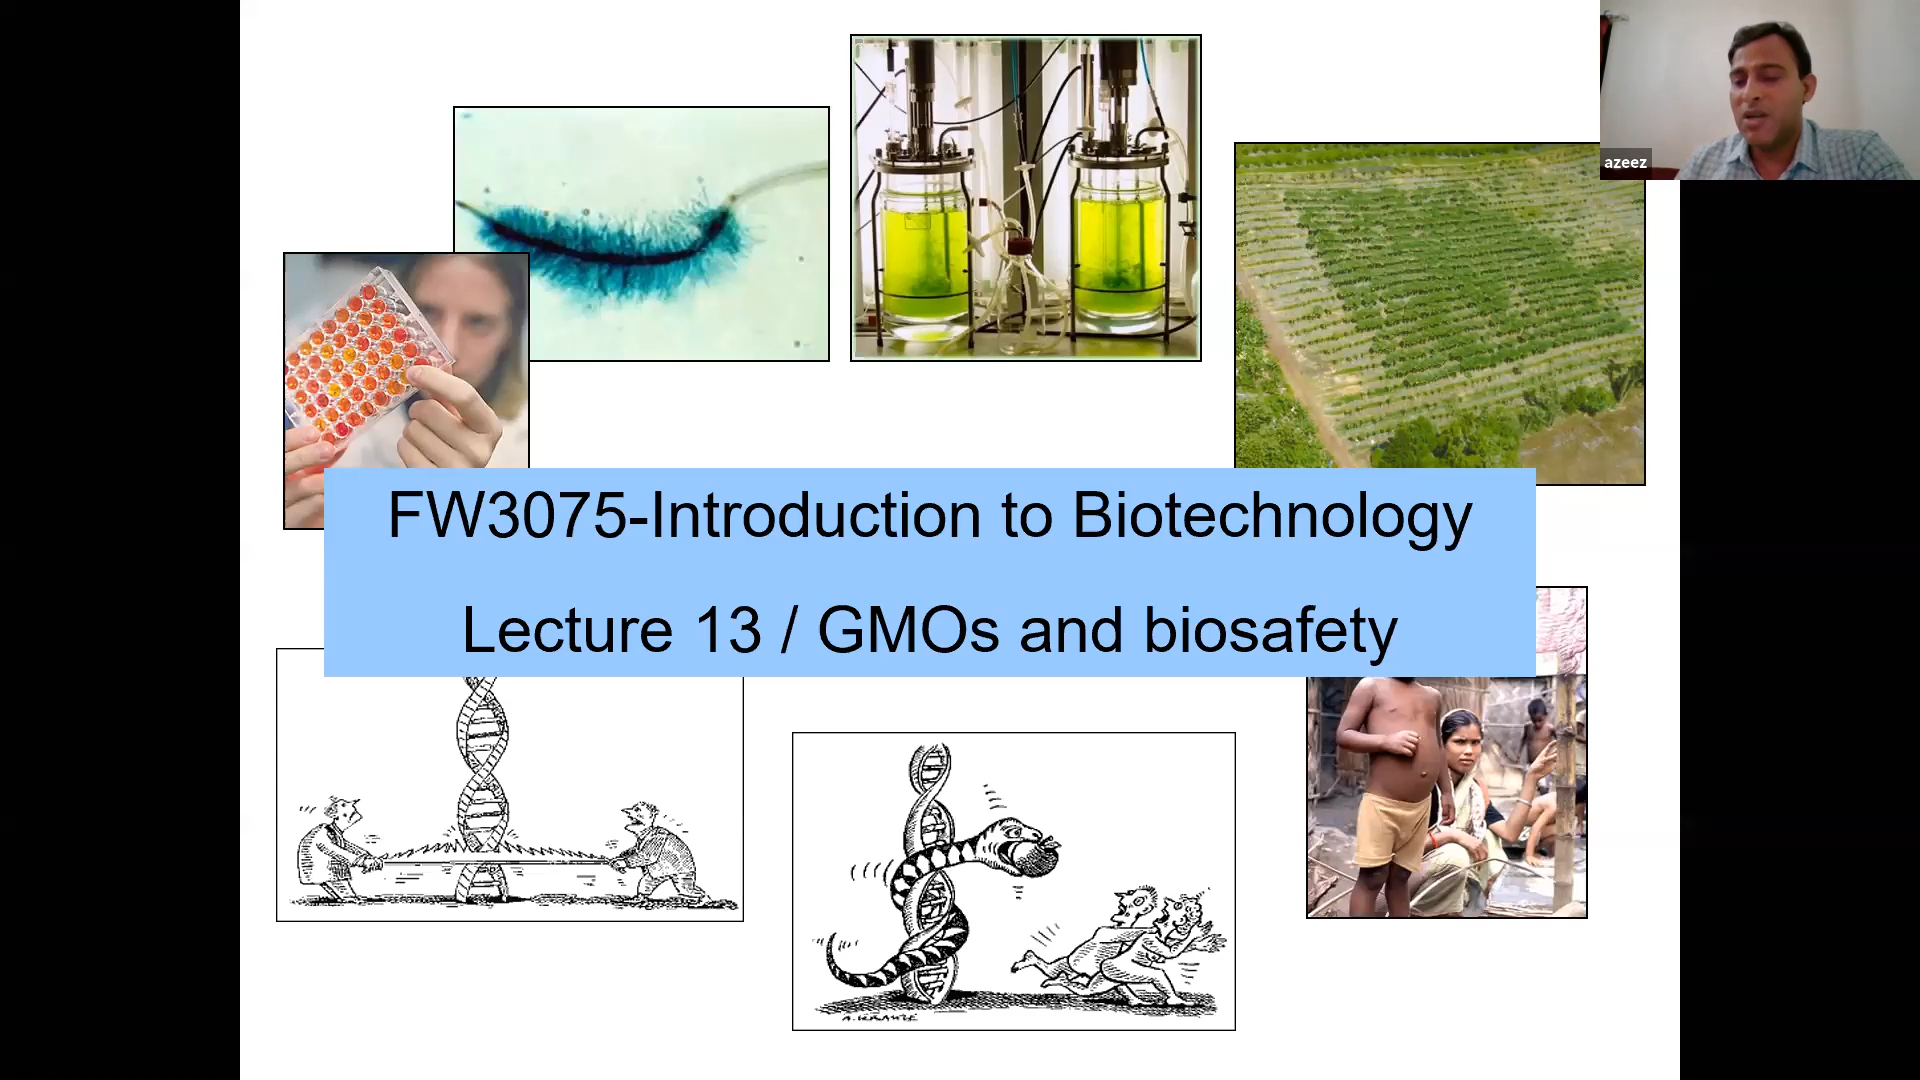 azeez
FW3075-Introduction to Biotechnology
Lecture 13 / GMOs and biosafety